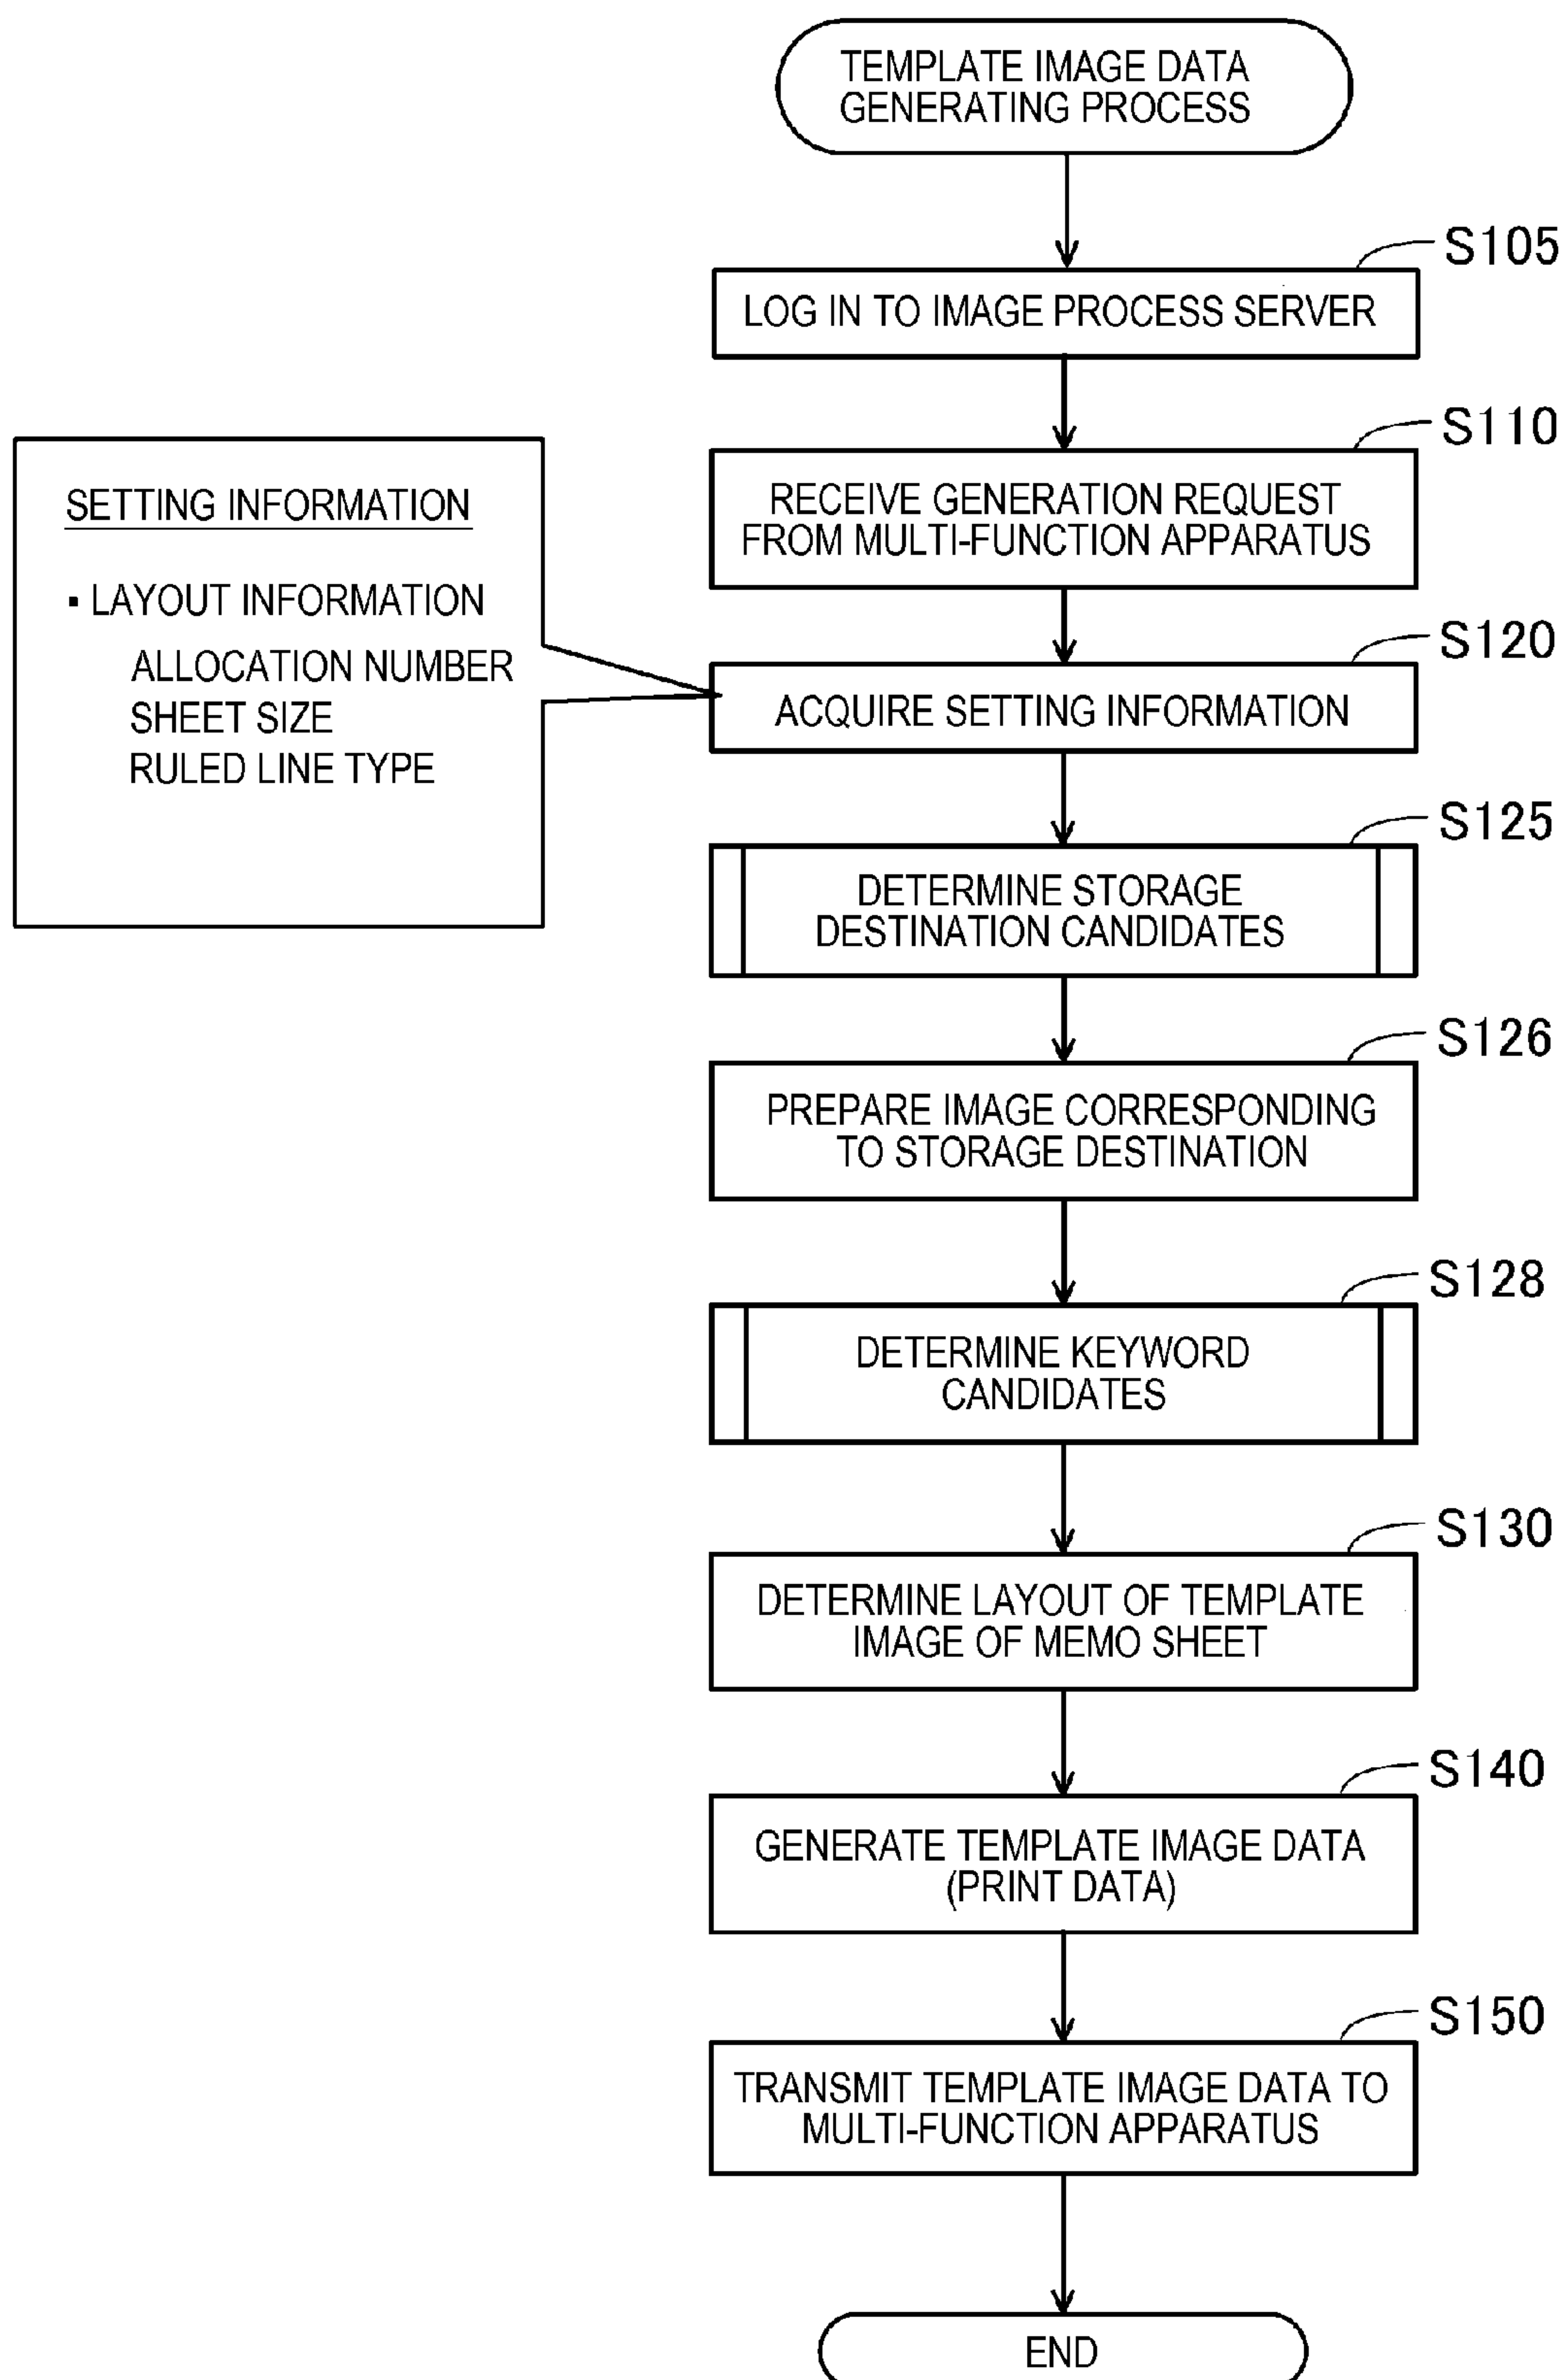 TEMPLATE IMAGE DATA
GENERATING PROCESS
S105
LOG IN TO IMAGE PROCESS SERVER
S110
RECEIVE GENERATION REQUEST
FROM MULTI-FUNCTION APPARATUS
SETTING INFORMATION
▪ LAYOUT INFORMATION
ALLOCATION NUMBER
SHEET SIZE
RULED LINE TYPE
S120
ACQUIRE SETTING INFORMATION
S125
DETERMINE STORAGE
DESTINATION CANDIDATES
S126
PREPARE IMAGE CORRESPONDING
TO STORAGE DESTINATION
S128
DETERMINE KEYWORD
CANDIDATES
S130
DETERMINE LAYOUT OF TEMPLATE
IMAGE OF MEMO SHEET
S140
GENERATE TEMPLATE IMAGE DATA
(PRINT DATA)
S150
TRANSMIT TEMPLATE IMAGE DATA TO
MULTI-FUNCTION APPARATUS
END